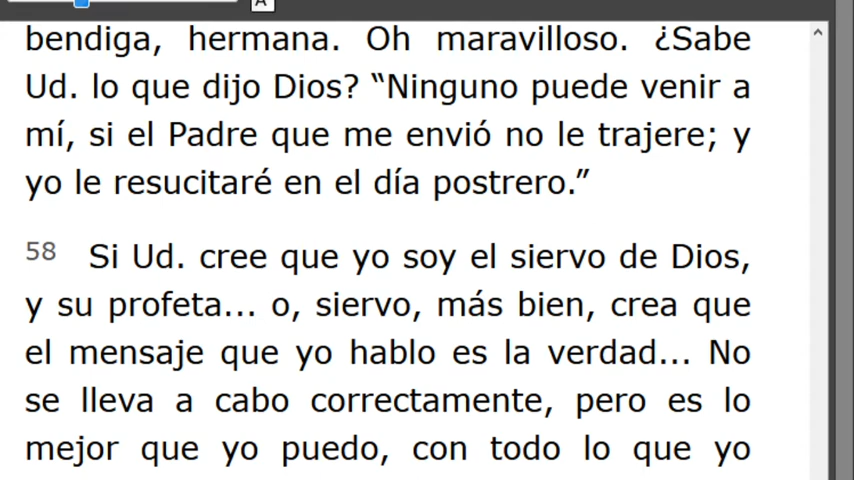 A
bendiga, hermana. Oh maravilloso. ¿Sabe
Ud. lo que dijo Dios? “Ninguno puede venir a
mí, si el Padre que me envió no le trajere; y
yo le resucitaré en el día postrero.”
58 Si Ud. cree que yo soy el siervo de Dios,
y su profeta... o, siervo, más bien, crea que
el mensaje que yo hablo es la verdad... No
se lleva a cabo correctamente, pero es lo
mejor que yo puedo, con todo lo que yo